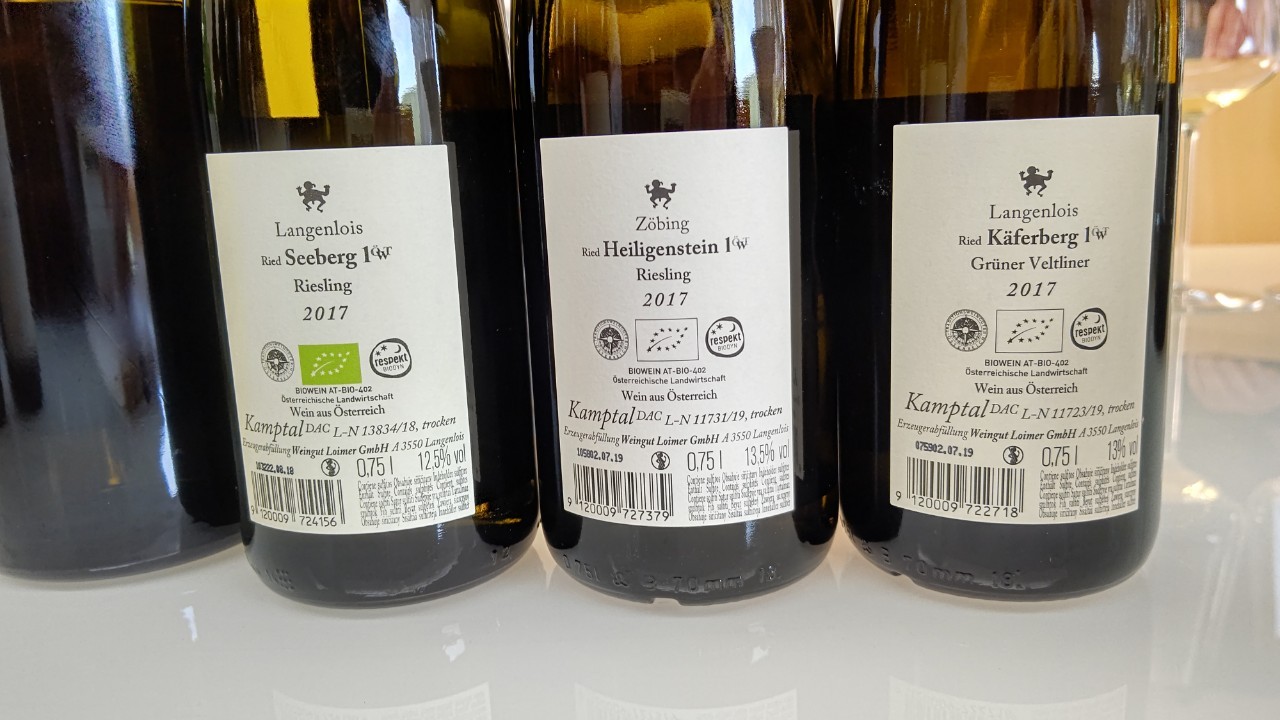 Langenlois
Ried Seeberg 1ÖTW
Riesling
2017
respekt
BIODYN
BIOWEIN AT-BIO-402
Österreichische Landwirtschaft
Wein aus Österreich
Kamptal DAC L-N 13834/18, trocken
Erzeugerabfüllung Weingut Loimer GmbH A 3550 Langenlois
0,75 l 12,5% vol
9 120009 724156
Zöbing
Ried Heiligenstein 1ÖTW
Riesling
2017
respekt
BIODYN
BIOWEIN AT-BIO-402
Österreichische Landwirtschaft
Wein aus Österreich
Kamptal DAC L-N 11731/19, trocken
Erzeugerabfüllung Weingut Loimer GmbH A 3550 Langenlois
0,75 l 13,5% vol
9 120009 727379
70mm
Langenlois
Ried Käferberg 1ÖTW
Grüner Veltliner
2017
respekt
BIODYN
BIOWEIN AT-BIO-402
Österreichische Landwirtschaft
Wein aus Österreich
Kamptal DAC L-N 11723/19, trocken
Erzeugerabfüllung Weingut Loimer GmbH A 3550 Langenlois
075902.07.19
0,75 l 13% vol
9 120009 722718
70mm